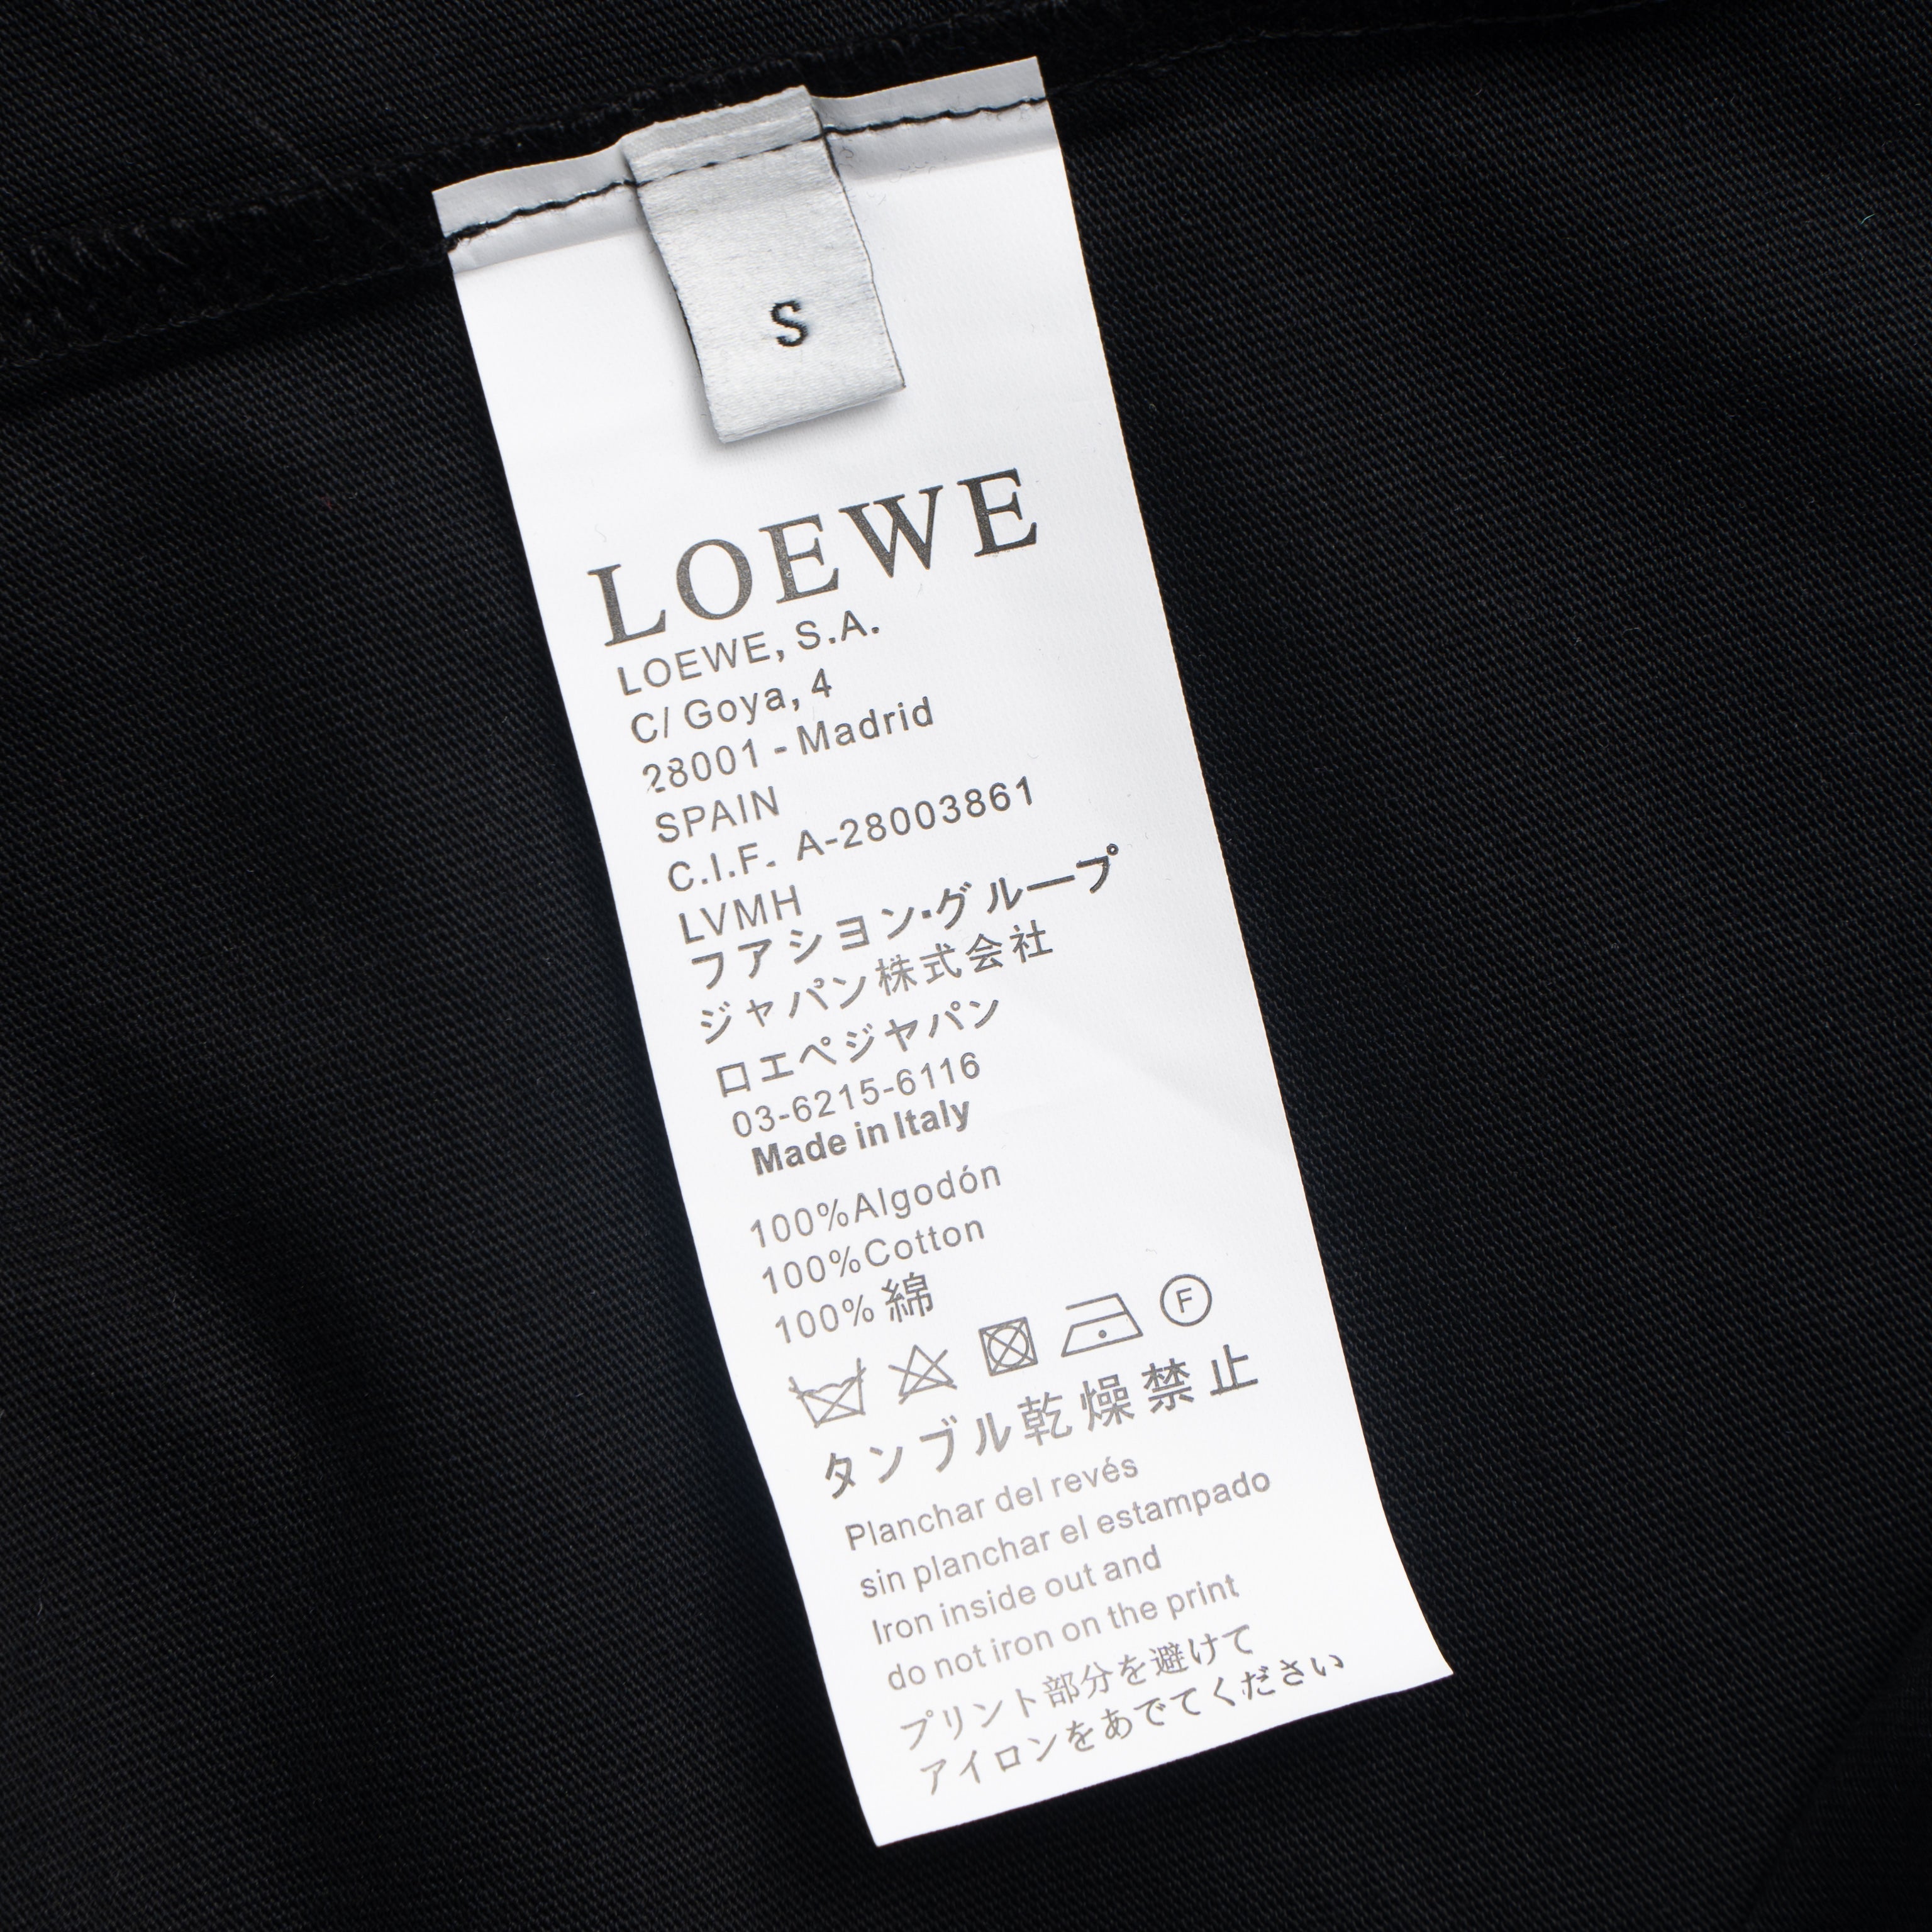 S
LOEWE
LOEWE, S.A.
C/ Goya, 4
28001 - Madrid
SPAIN
C.I.F. A-28003861
LVMH
フアシヨン・グループ
ジャパン株式会社
ロエペジヤパン
03-6215-6116
Made in Italy
100%Algodón
100%Cotton
100% 綿
F
タンブル乾燥禁止
Planchar del revés
sin planchar el estampado
Iron inside out and
do not iron on the print
プリント部分を避けて
アイロンをあでてください